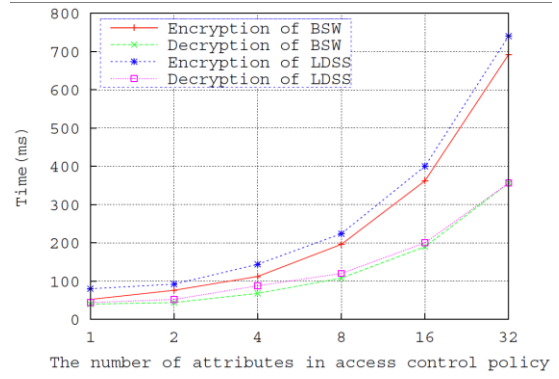 800
700
600
500
400
300
200
100
0
Time(ms)
Encryption of BSW
Decryption of BSW
Encryption of LDSS
Decryption of LDSS
1 2 4 8 16 32
The number of attributes in access control policy